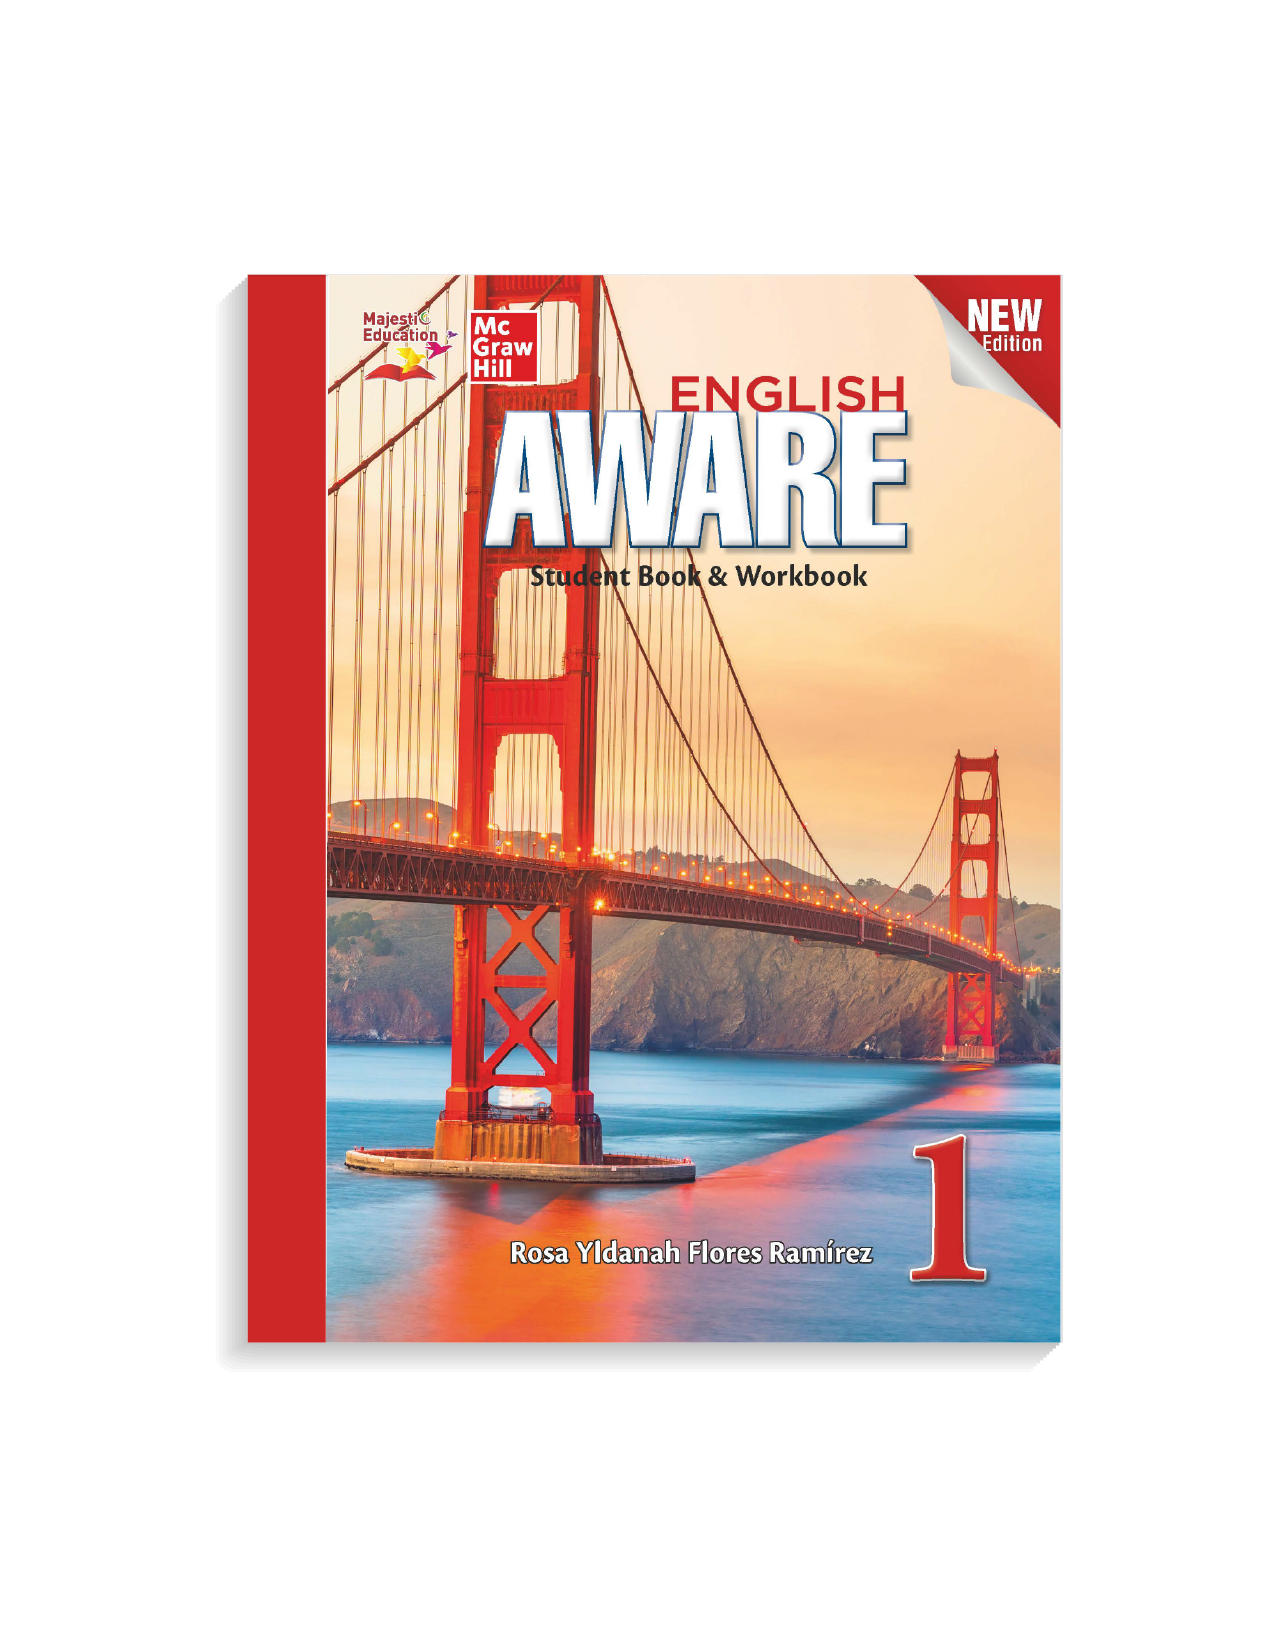 Majestic
Education
Mc
Graw
Hill
NEW
Edition
ENGLISH
AWARE
Student Book & Workbook
Rosa Yldanah Flores Ramírez
1